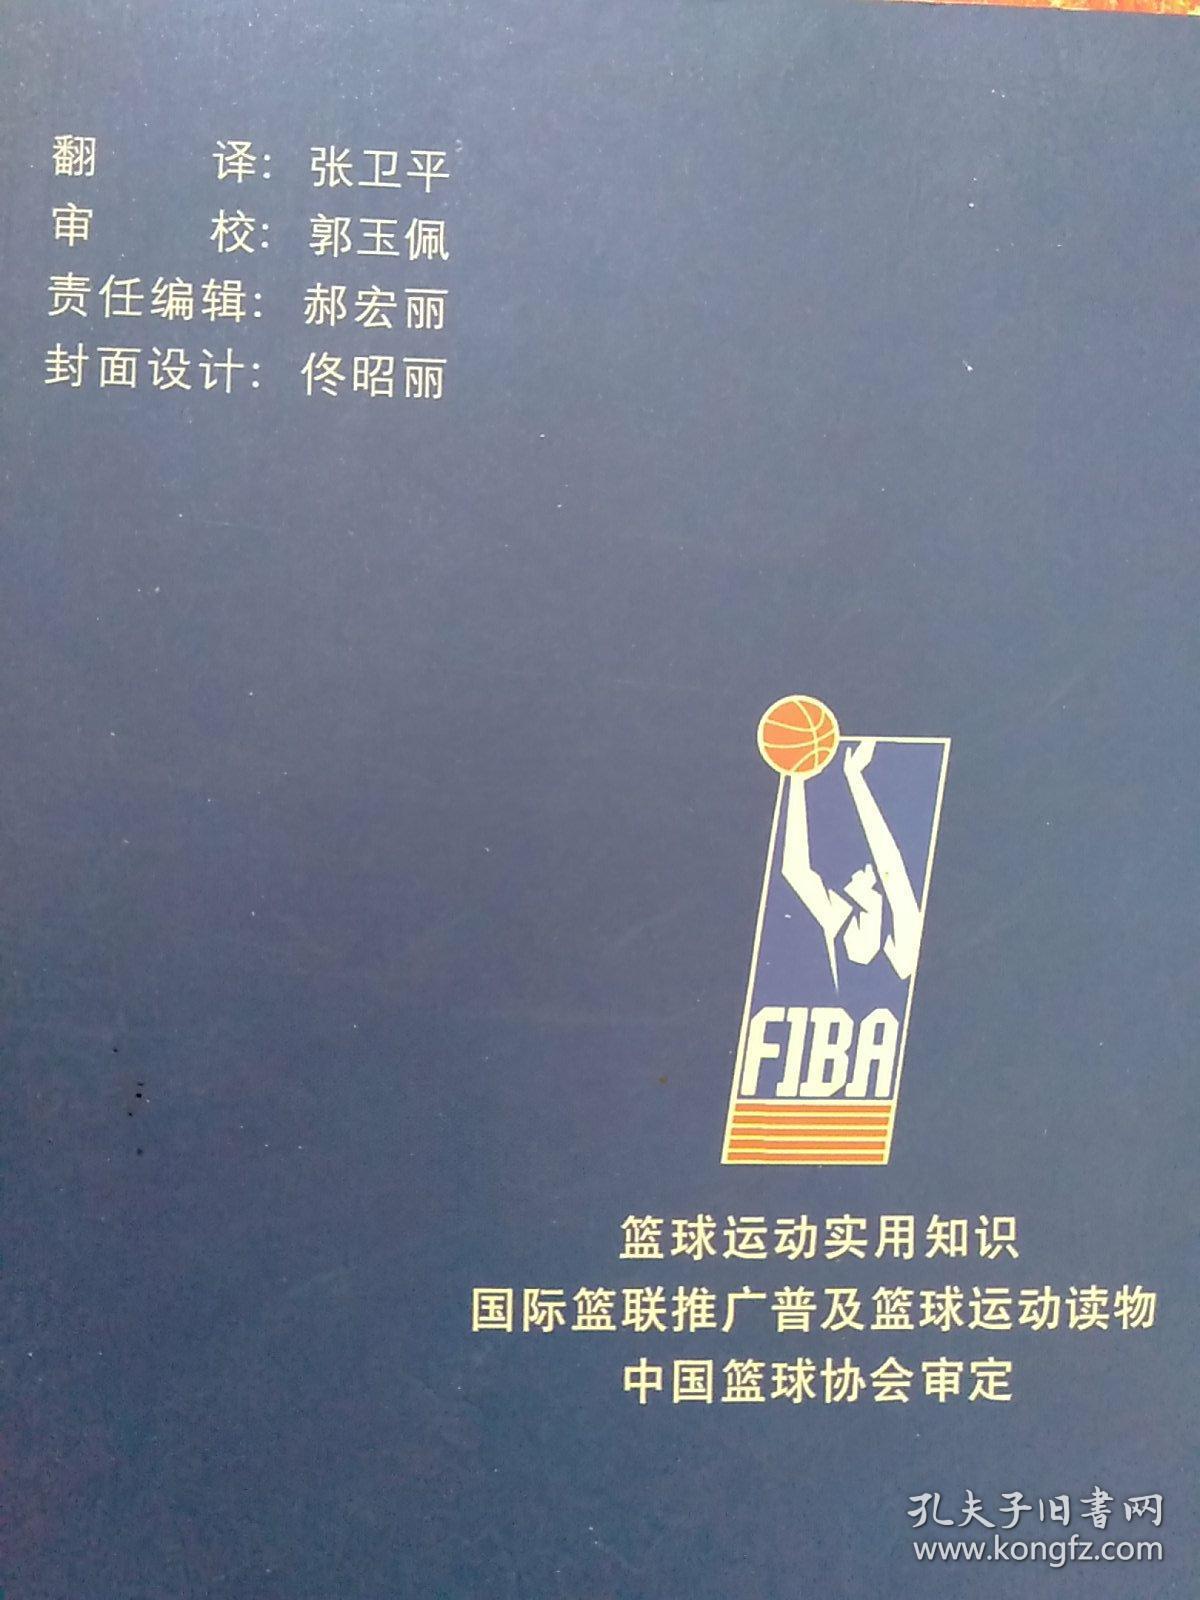 翻 译: 张卫平
审 校: 郭玉佩
责任编辑: 郝宏丽
封面设计: 佟昭丽
FIBA
篮球运动实用知识
国际篮联推广普及篮球运动读物
中国篮球协会审定
孔夫子旧书网
www.kongfz.com